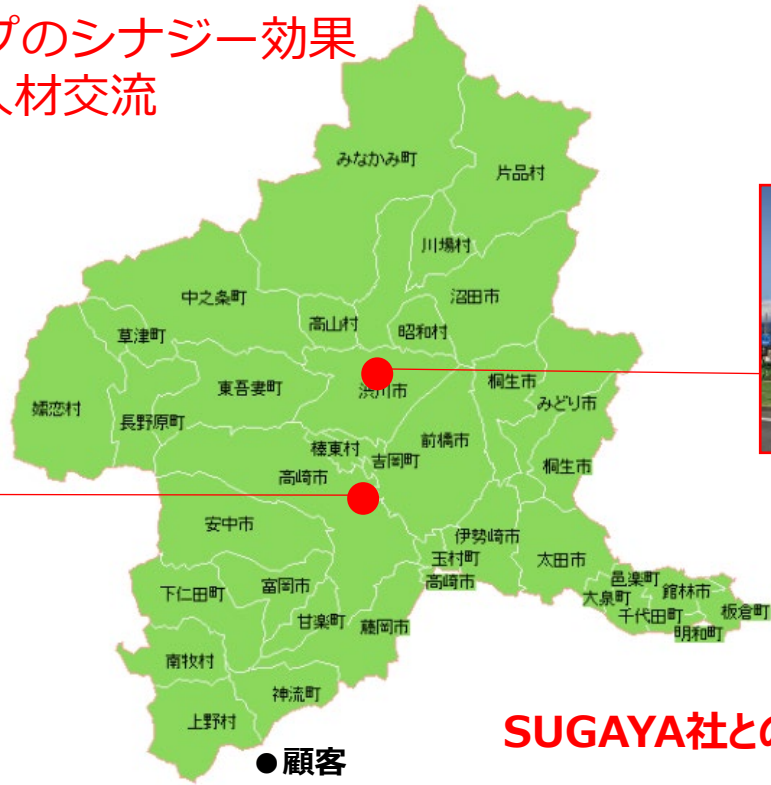 プのシナジー効果
人材交流
みなかみ町
片品村
川場村
沼田市
中之条町
高山村
昭和村
草津町
東吾妻町
渋川市
桐生市
みどり市
嬬恋村
長野原町
榛東村
吉岡町
前橋市
高崎市
桐生市
安中市
伊勢崎市
玉村町
太田市
高崎市
下仁田町
富岡市
甘楽町
藤岡市
邑楽町
館林市
大泉町
千代田町
板倉町
明和町
南牧村
神流町
上野村
SUGAYA社との
●顧客